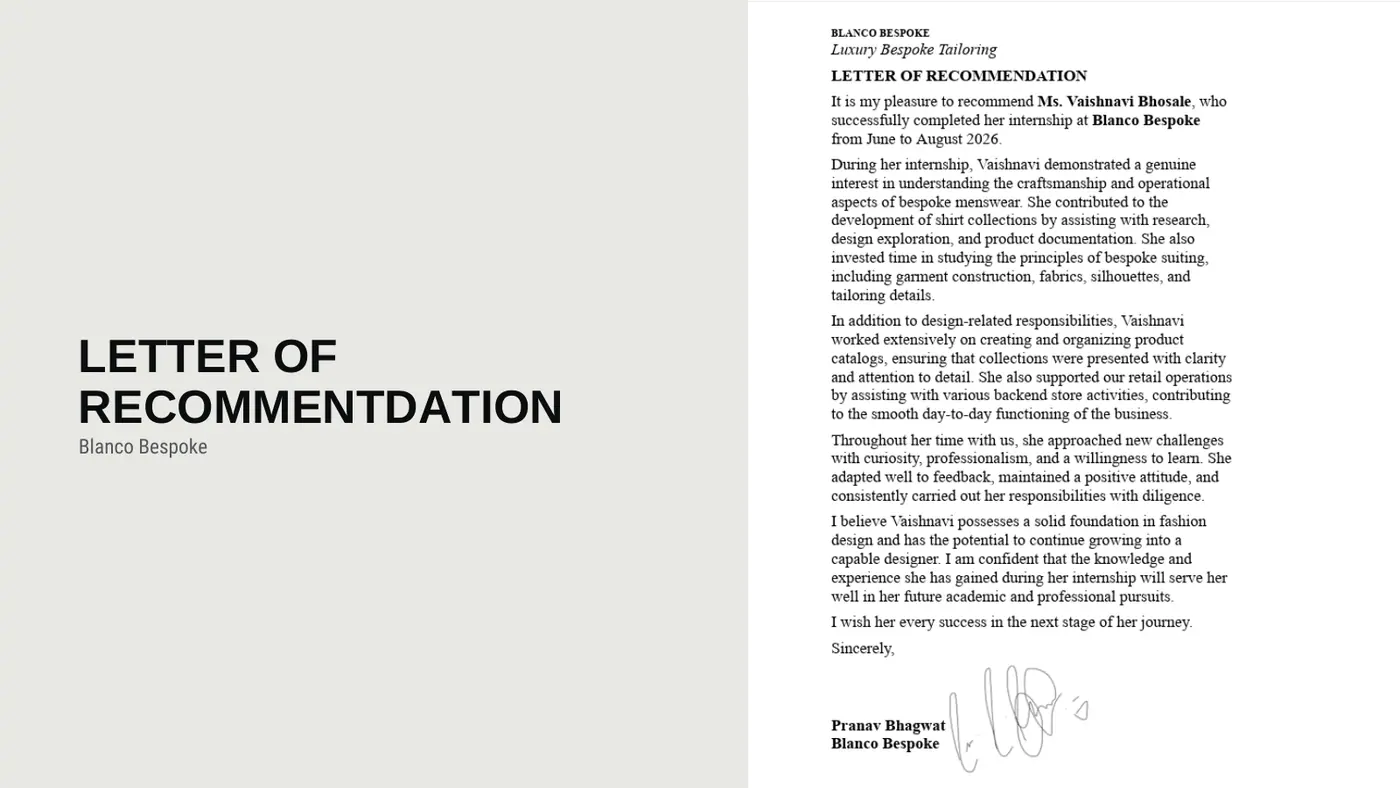 LETTER OF
RECOMMENTDATION
Blanco Bespoke
BLANCO BESPOKE
Luxury Bespoke Tailoring
LETTER OF RECOMMENDATION
It is my pleasure to recommend Ms. Vaishnavi Bhosale, who
successfully completed her internship at Blanco Bespoke
from June to August 2026.
During her internship, Vaishnavi demonstrated a genuine
interest in understanding the craftsmanship and operational
aspects of bespoke menswear. She contributed to the
development of shirt collections by assisting with research,
design exploration, and product documentation. She also
invested time in studying the principles of bespoke suiting,
including garment construction, fabrics, silhouettes, and
tailoring details.
In addition to design-related responsibilities, Vaishnavi
worked extensively on creating and organizing product
catalogs, ensuring that collections were presented with clarity
and attention to detail. She also supported our retail operations
by assisting with various backend store activities, contributing
to the smooth day-to-day functioning of the business.
Throughout her time with us, she approached new challenges
with curiosity, professionalism, and a willingness to learn. She
adapted well to feedback, maintained a positive attitude, and
consistently carried out her responsibilities with diligence.
I believe Vaishnavi possesses a solid foundation in fashion
design and has the potential to continue growing into a
capable designer. I am confident that the knowledge and
experience she has gained during her internship will serve her
well in her future academic and professional pursuits.
I wish her every success in the next stage of her journey.
Sincerely,
Pranav Bhagwat
Blanco Bespoke